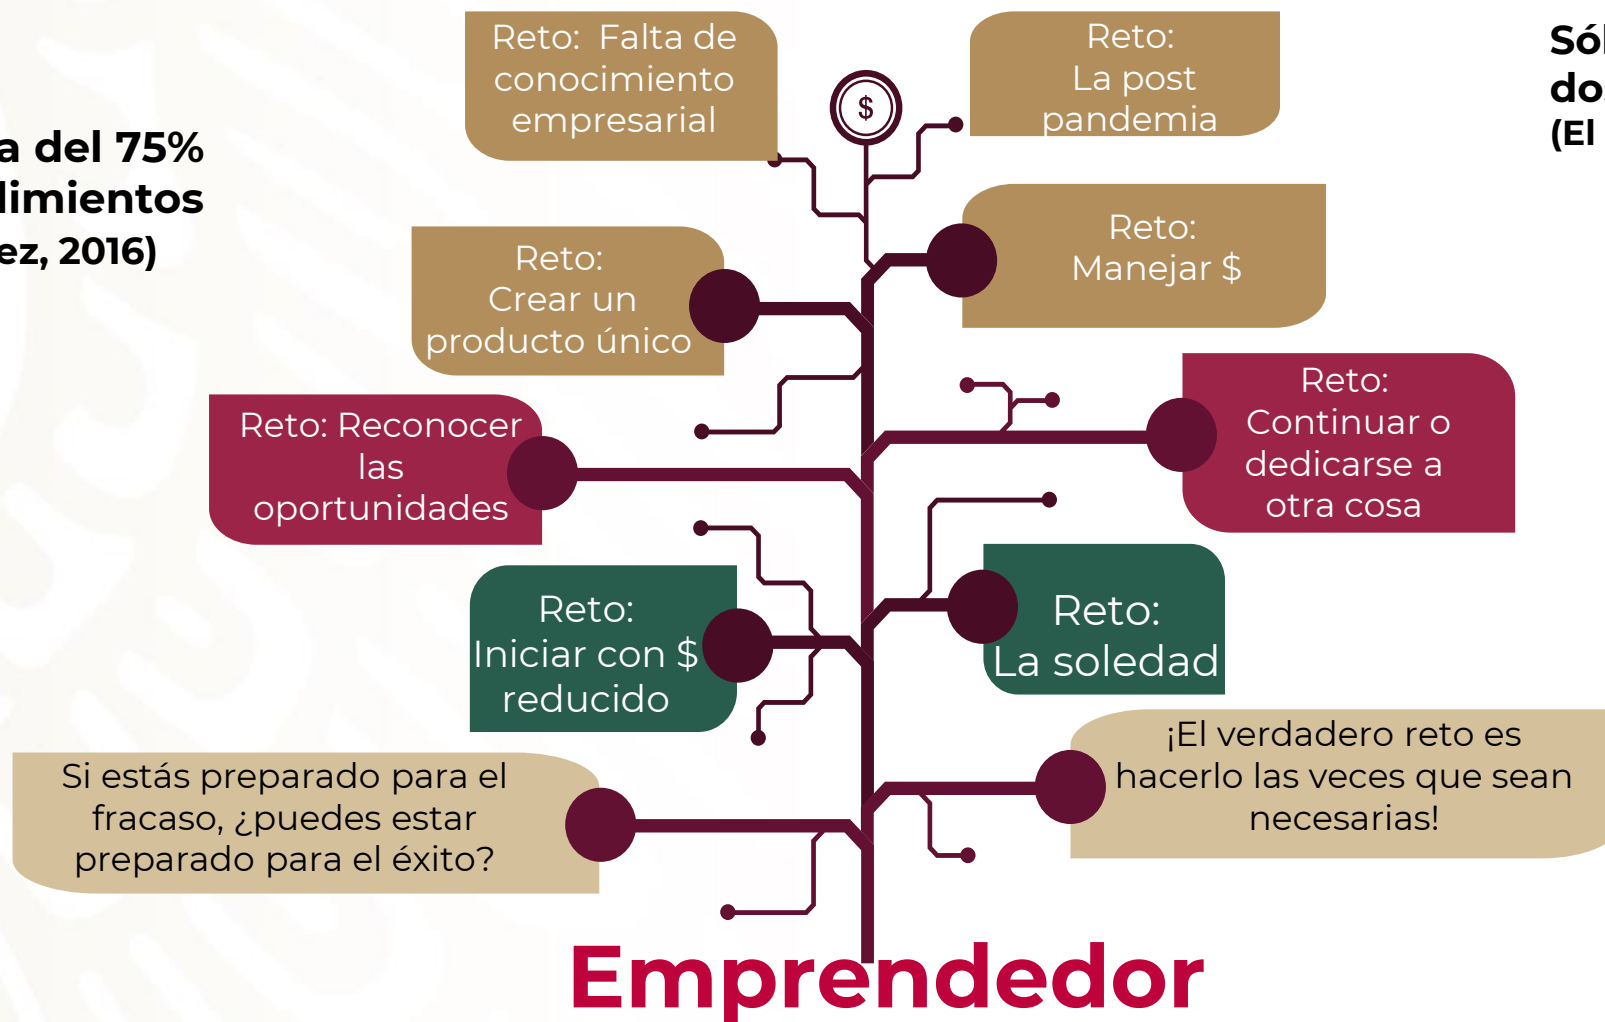 Reto:  Falta de
conocimiento
empresarial
Reto:
La post
pandemia
a del 75%
ez, 2016)
(El
$
Reto:
Crear un
producto único
Reto:
Manejar $
Reto: Reconocer
las
oportunidades
Reto:
Continuar o
dedicarse a
otra cosa
Reto:
Iniciar con $
reducido
Reto:
La soledad
Si estás preparado para el
fracaso, ¿puedes estar
preparado para el éxito?
¡El verdadero reto es
hacerlo las veces que sean
necesarias!
Emprendedor